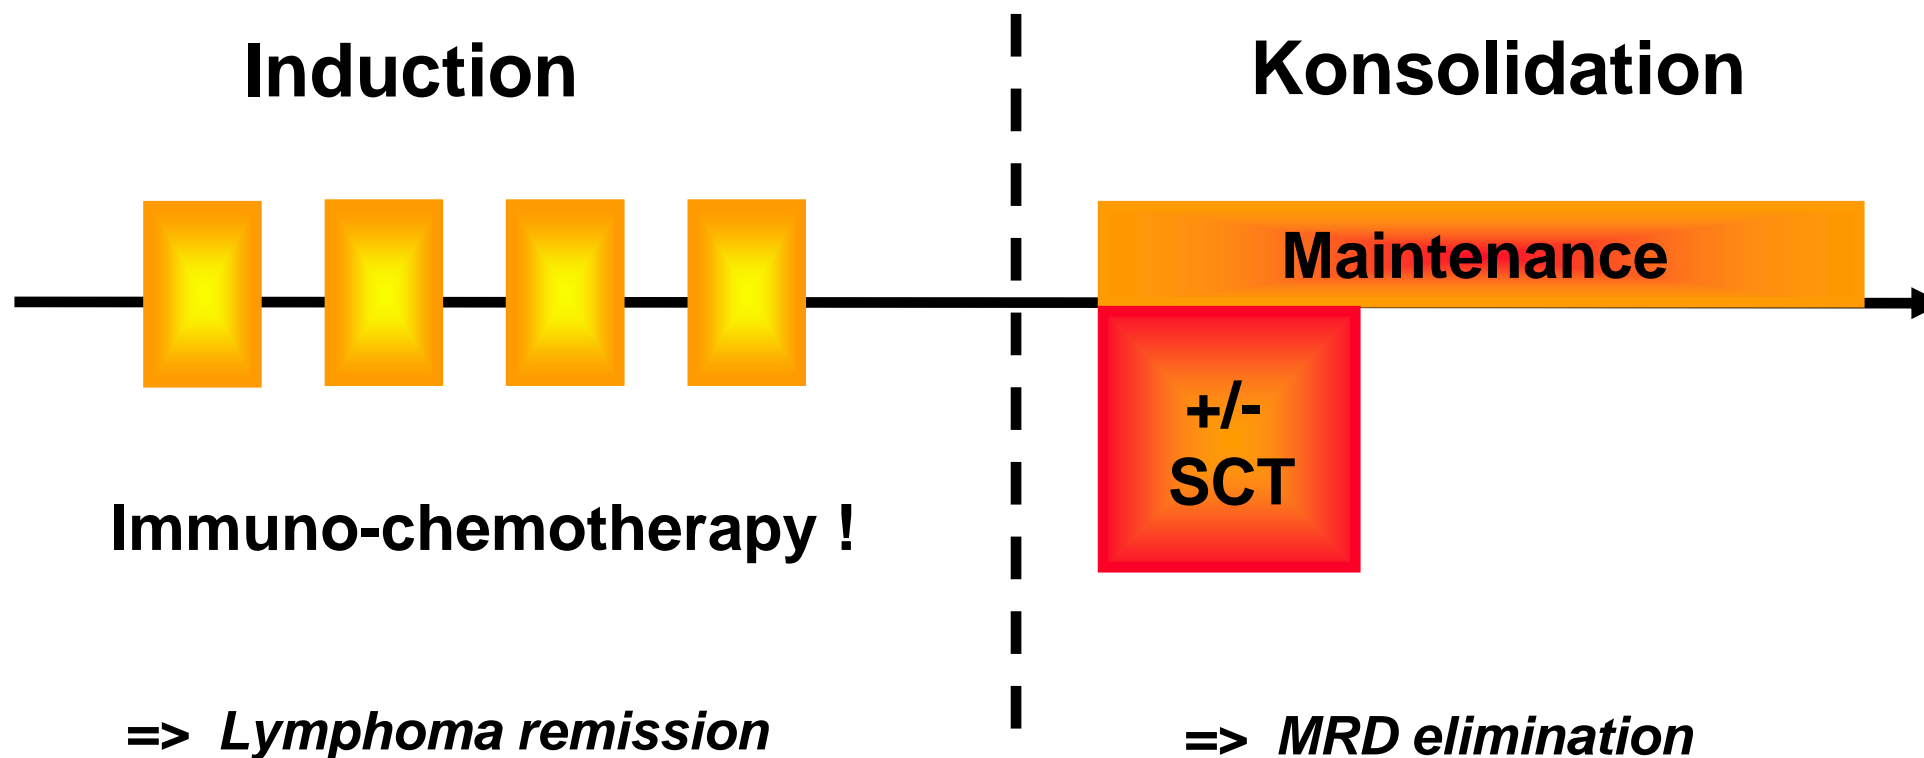 Induction
Konsolidation
Maintenance
+/-
SCT
Immuno-chemotherapy !
=> Lymphoma remission
=> MRD elimination